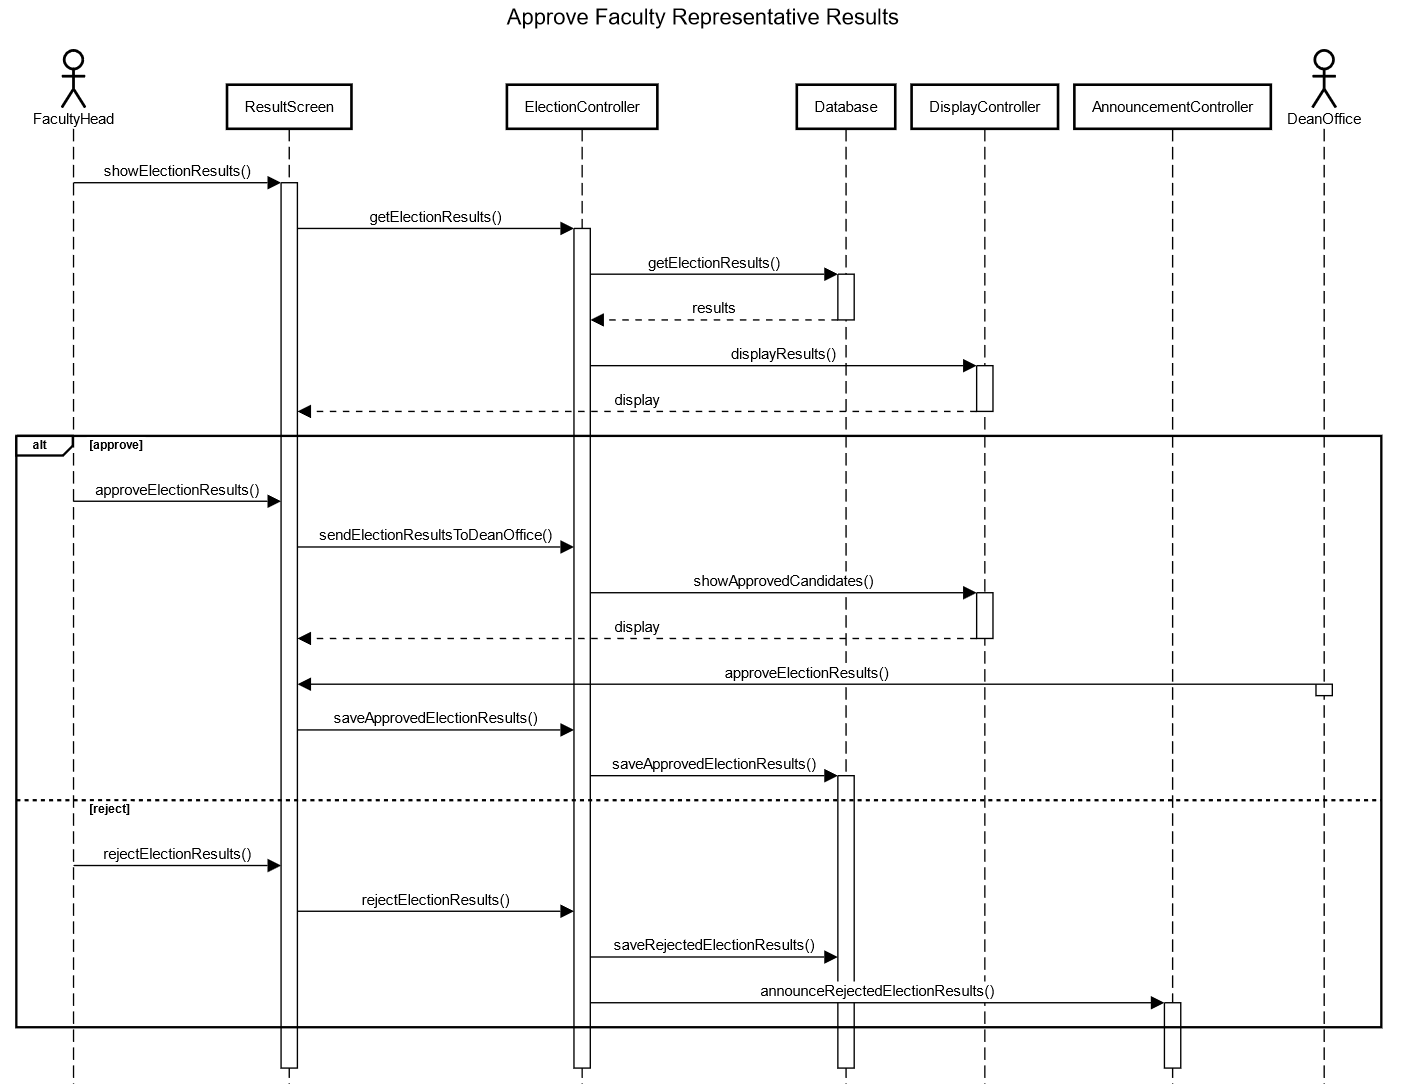 Approve Faculty Representative Results
FacultyHead
ResultScreen
ElectionController
Database
DisplayController
AnnouncementController
DeanOffice
showElectionResults()
getElectionResults()
getElectionResults()
results
displayResults()
display
alt
[approve]
approveElectionResults()
sendElectionResultsToDeanOffice()
showApprovedCandidates()
display
approveElectionResults()
saveApprovedElectionResults()
saveApprovedElectionResults()
[reject]
rejectElectionResults()
rejectElectionResults()
saveRejectedElectionResults()
announceRejectedElectionResults()